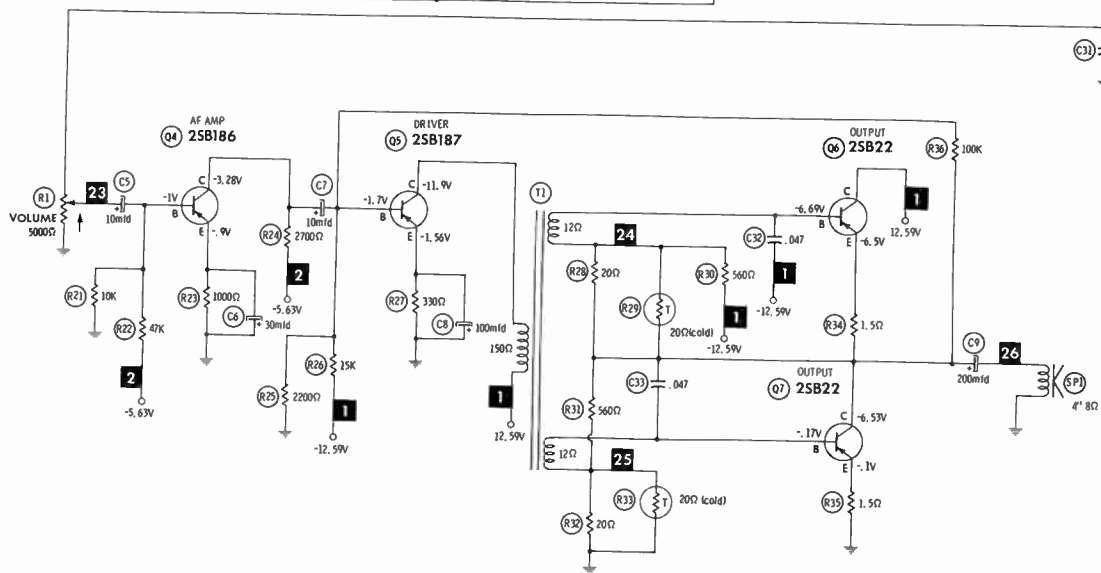 C31
AF AMP
Q4 2SB186
DRIVER
Q5 2SB187
OUTPUT
Q6 2SB22
R36 100K
R1
VOLUME
5000Ω
23
C5
10mfd
-1V
B
C
-3.28V
E
-.9V
R24
2700Ω
2
-5.63V
C7
10mfd
-1.7V
B
C
-11.9V
E
-1.56V
T1
12Ω
24
C32 .047
1
-12.59V
-6.69V
B
C
E
-6.5V
1
12.59V
R21 10K
R22 47K
2
-5.63V
R23 1000Ω
C6 30mfd
R25 2200Ω
R26 15K
1
-12.59V
R27 330Ω
C8 100mfd
150Ω
1
12.59V
R28 20Ω
R29 T
20Ω(cold)
R30 560Ω
1
-12.59V
R34 1.5Ω
C9
200mfd
26
SP1
4" 8Ω
C33 .047
R31 560Ω
OUTPUT
Q7 2SB22
12Ω
25
-.17V
B
C
-6.53V
E
-.1V
R33 T 20Ω (cold)
R32 20Ω
R35 1.5Ω